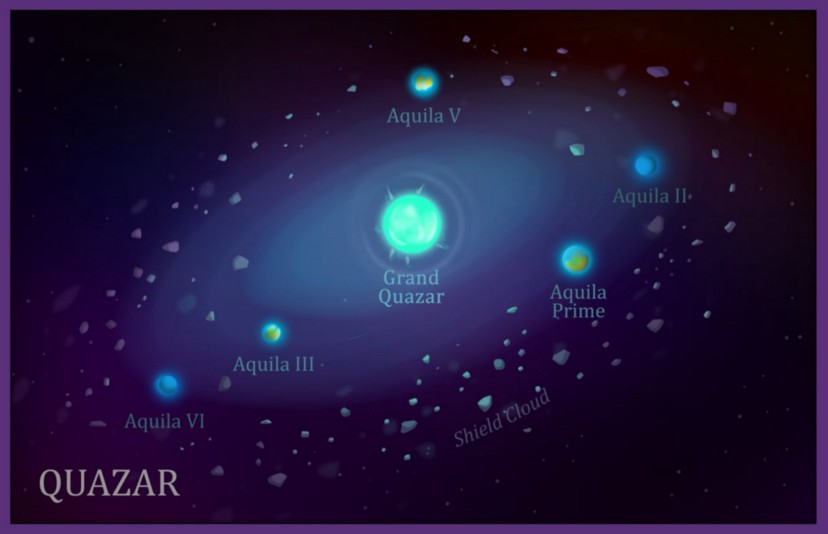 Aquila V
Aquila II
Grand
Quazar
Aquila
Prime
Aquila III
Aquila VI
Shield Cloud
QUAZAR